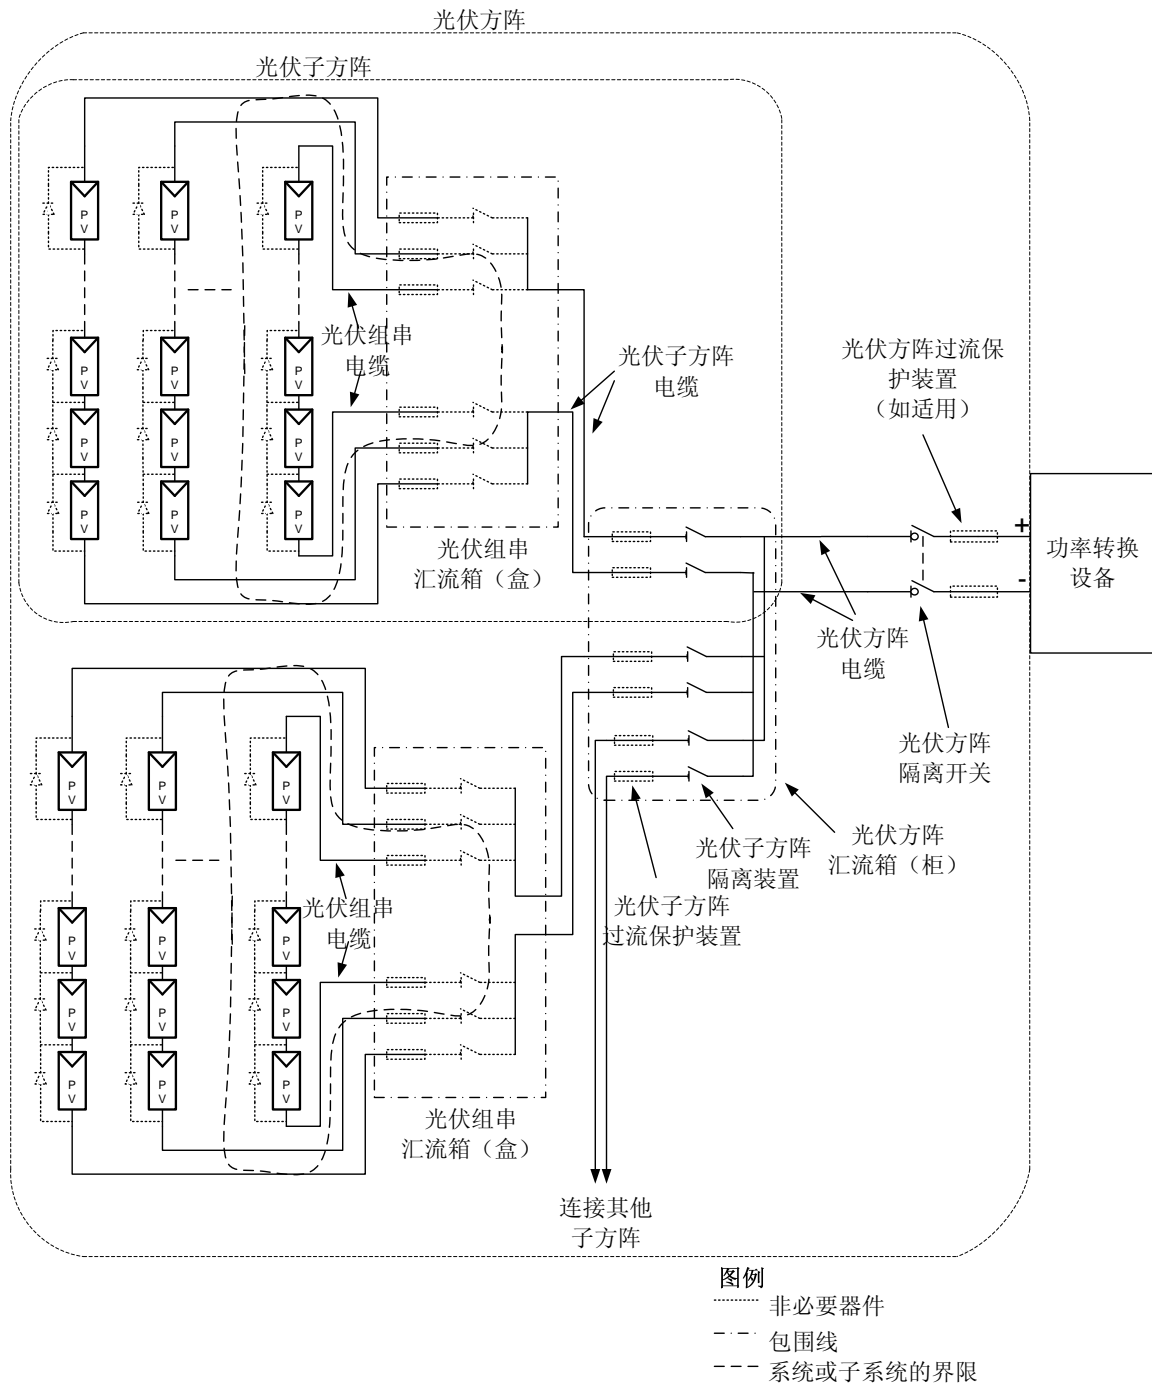 光伏方阵
光伏子方阵
P V
P V
P V
P V
P V
P V
P V
P V
P V
P V
P V
P V
光伏组串
电缆
光伏子方阵
电缆
光伏方阵过流保
护装置
（如适用）
光伏组串
汇流箱（盒）
+
-
功率转换
设备
光伏方阵
电缆
光伏方阵
隔离开关
P V
P V
P V
P V
P V
P V
P V
P V
P V
P V
P V
P V
光伏组串
电缆
光伏方阵
汇流箱（柜）
光伏子方阵
隔离装置
光伏子方阵
过流保护装置
光伏组串
汇流箱（盒）
连接其他
子方阵
图例
非必要器件
包围线
系统或子系统的界限